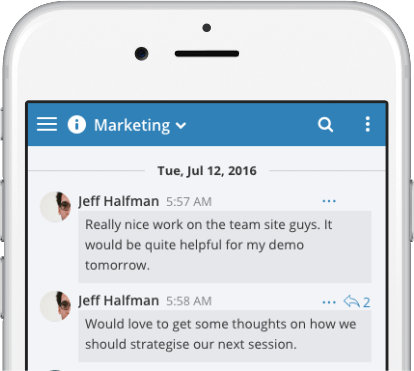 Marketing
Tue, Jul 12, 2016
Jeff Halfman 5:57 AM
Really nice work on the team site guys. It
would be quite helpful for my demo
tomorrow.
Jeff Halfman 5:58 AM 2
Would love to get some thoughts on how we
should strategise our next session.